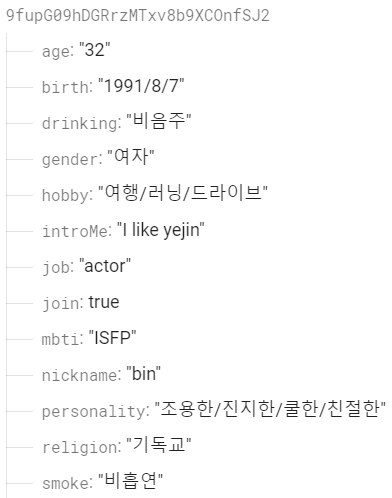 9fupG09hDGRrzMTxv8b9XCOnfSJ2
age: "32"
birth: "1991/8/7"
drinking: "비음주"
gender: "여자"
hobby: "여행/러닝/드라이브"
introMe: "I like yejin"
job: "actor"
join: true
mbti: "ISFP"
nickname: "bin"
personality: "조용한/진지한/쿨한/친절한"
religion: "기독교"
smoke: "비흡연"